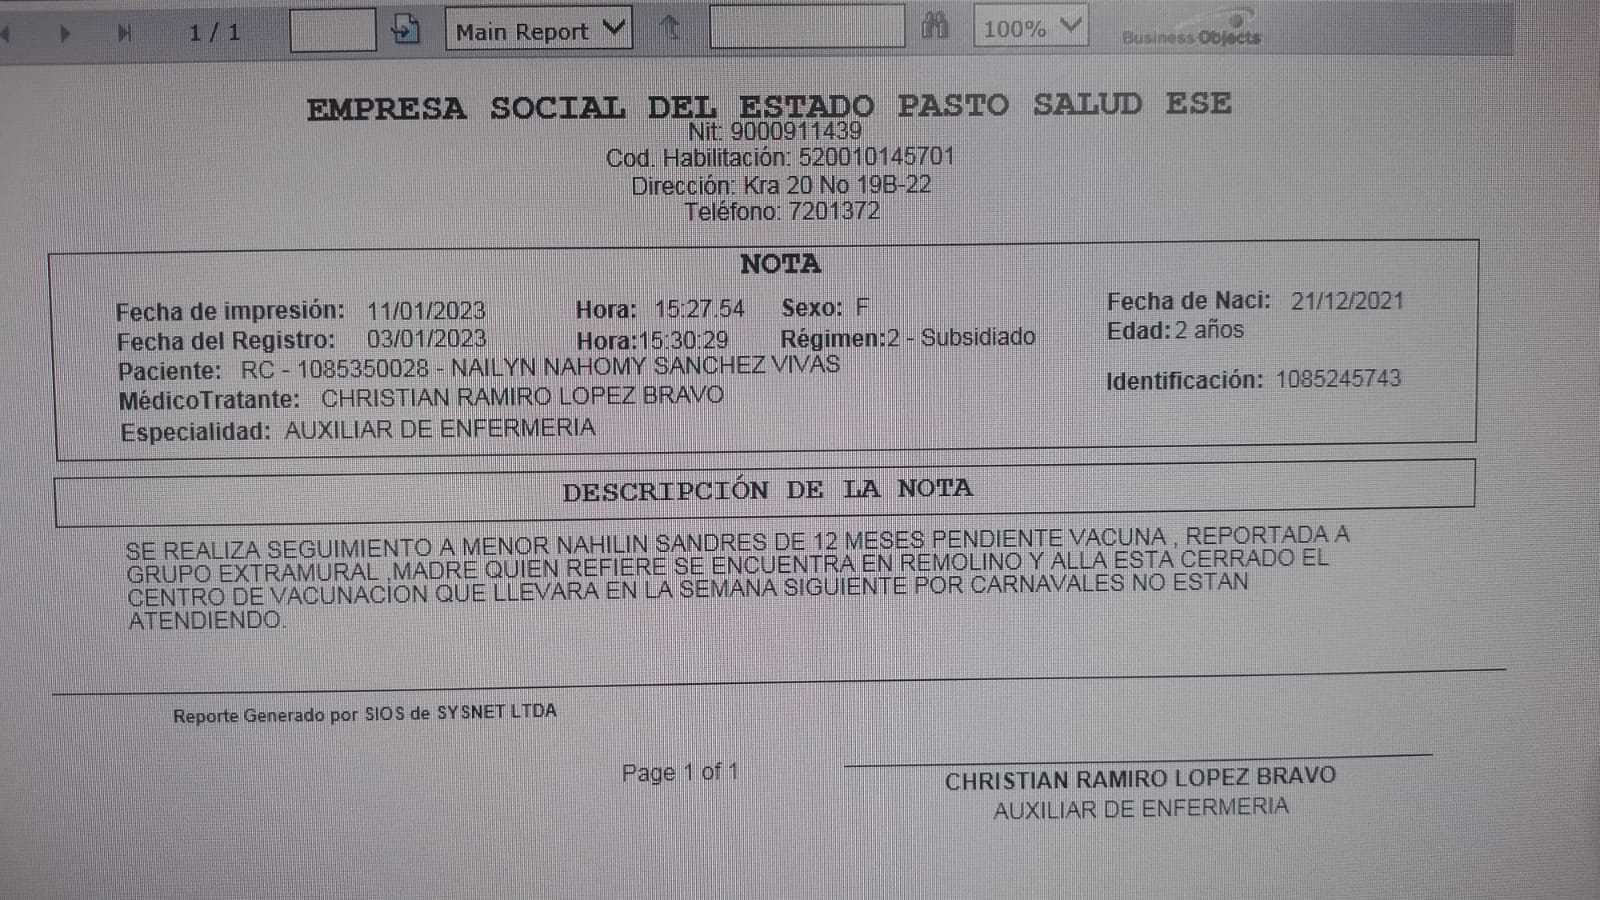 1 / 1 Main Report 100% Business Objects
EMPRESA SOCIAL DEL ESTADO PASTO SALUD ESE
Nit: 9000911439
Cod. Habilitación: 520010145701
Dirección: Kra 20 No 19B-22
Teléfono: 7201372
NOTA
Fecha de impresión: 11/01/2023 Hora: 15:27.54 Sexo: F Fecha de Naci: 21/12/2021
Fecha del Registro: 03/01/2023 Hora:15:30:29 Régimen:2 - Subsidiado Edad: 2 años
Paciente: RC - 1085350028 - NAILYN NAHOMY SANCHEZ VIVAS
MédicoTratante: CHRISTIAN RAMIRO LOPEZ BRAVO Identificación: 1085245743
Especialidad: AUXILIAR DE ENFERMERIA
DESCRIPCIÓN DE LA NOTA
SE REALIZA SEGUIMIENTO A MENOR NAHILIN SANDRES DE 12 MESES PENDIENTE VACUNA , REPORTADA A
GRUPO EXTRAMURAL ,MADRE QUIEN REFIERE SE ENCUENTRA EN REMOLINO Y ALLA ESTA CERRADO EL
CENTRO DE VACUNACION QUE LLEVARA EN LA SEMANA SIGUIENTE POR CARNAVALES NO ESTAN
ATENDIENDO.
Reporte Generado por SIOS de SYSNET LTDA
Page 1 of 1
CHRISTIAN RAMIRO LOPEZ BRAVO
AUXILIAR DE ENFERMERIA